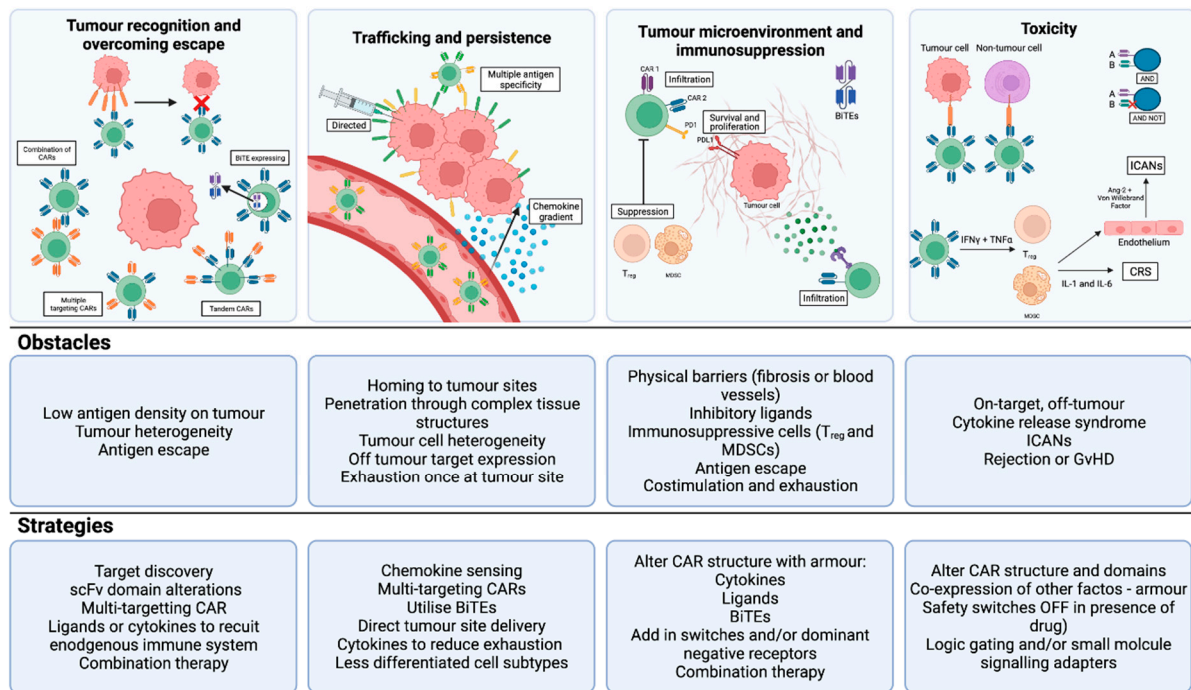 Tumour recognition and
overcoming escape
Combination of
CARs
BiTE expressing
Multiple
targeting CARs
Tandem CARs
Trafficking and persistence
Multiple antigen
specificity
Directed
Chemokine
gradient
Tumour microenvironment and
immunosuppression
CAR 1
Infiltration
CAR 2
BiTEs
PD1
Survival and
proliferation
PDL1
Tumour cell
Suppression
Treg
MDSC
Infiltration
Toxicity
Tumour cell
Non-tumour cell
A
B
AND
A
B
AND NOT
ICANs
Ang-2 +
Von Willebrand
Factor
IFNγ + TNFα
Treg
Endothelium
CRS
IL-1 and IL-6
MDSC
Obstacles
Low antigen density on tumour
Tumour heterogeneity
Antigen escape
Homing to tumour sites
Penetration through complex tissue
structures
Tumour cell heterogeneity
Off tumour target expression
Exhaustion once at tumour site
Physical barriers (fibrosis or blood
vessels)
Inhibitory ligands
Immunosuppressive cells (Treg and
MDSCs)
Antigen escape
Costimulation and exhaustion
On-target, off-tumour
Cytokine release syndrome
ICANs
Rejection or GvHD
Strategies
Target discovery
scFv domain alterations
Multi-targetting CAR
Ligands or cytokines to recuit
enodgenous immune system
Combination therapy
Chemokine sensing
Multi-targeting CARs
Utilise BiTEs
Direct tumour site delivery
Cytokines to reduce exhaustion
Less differentiated cell subtypes
Alter CAR structure with armour:
Cytokines
Ligands
BiTEs
Add in switches and/or dominant
negative receptors
Combination therapy
Alter CAR structure and domains
Co-expression of other factos - armour
Safety switches OFF in presence of
drug)
Logic gating and/or small molcule
signalling adapters